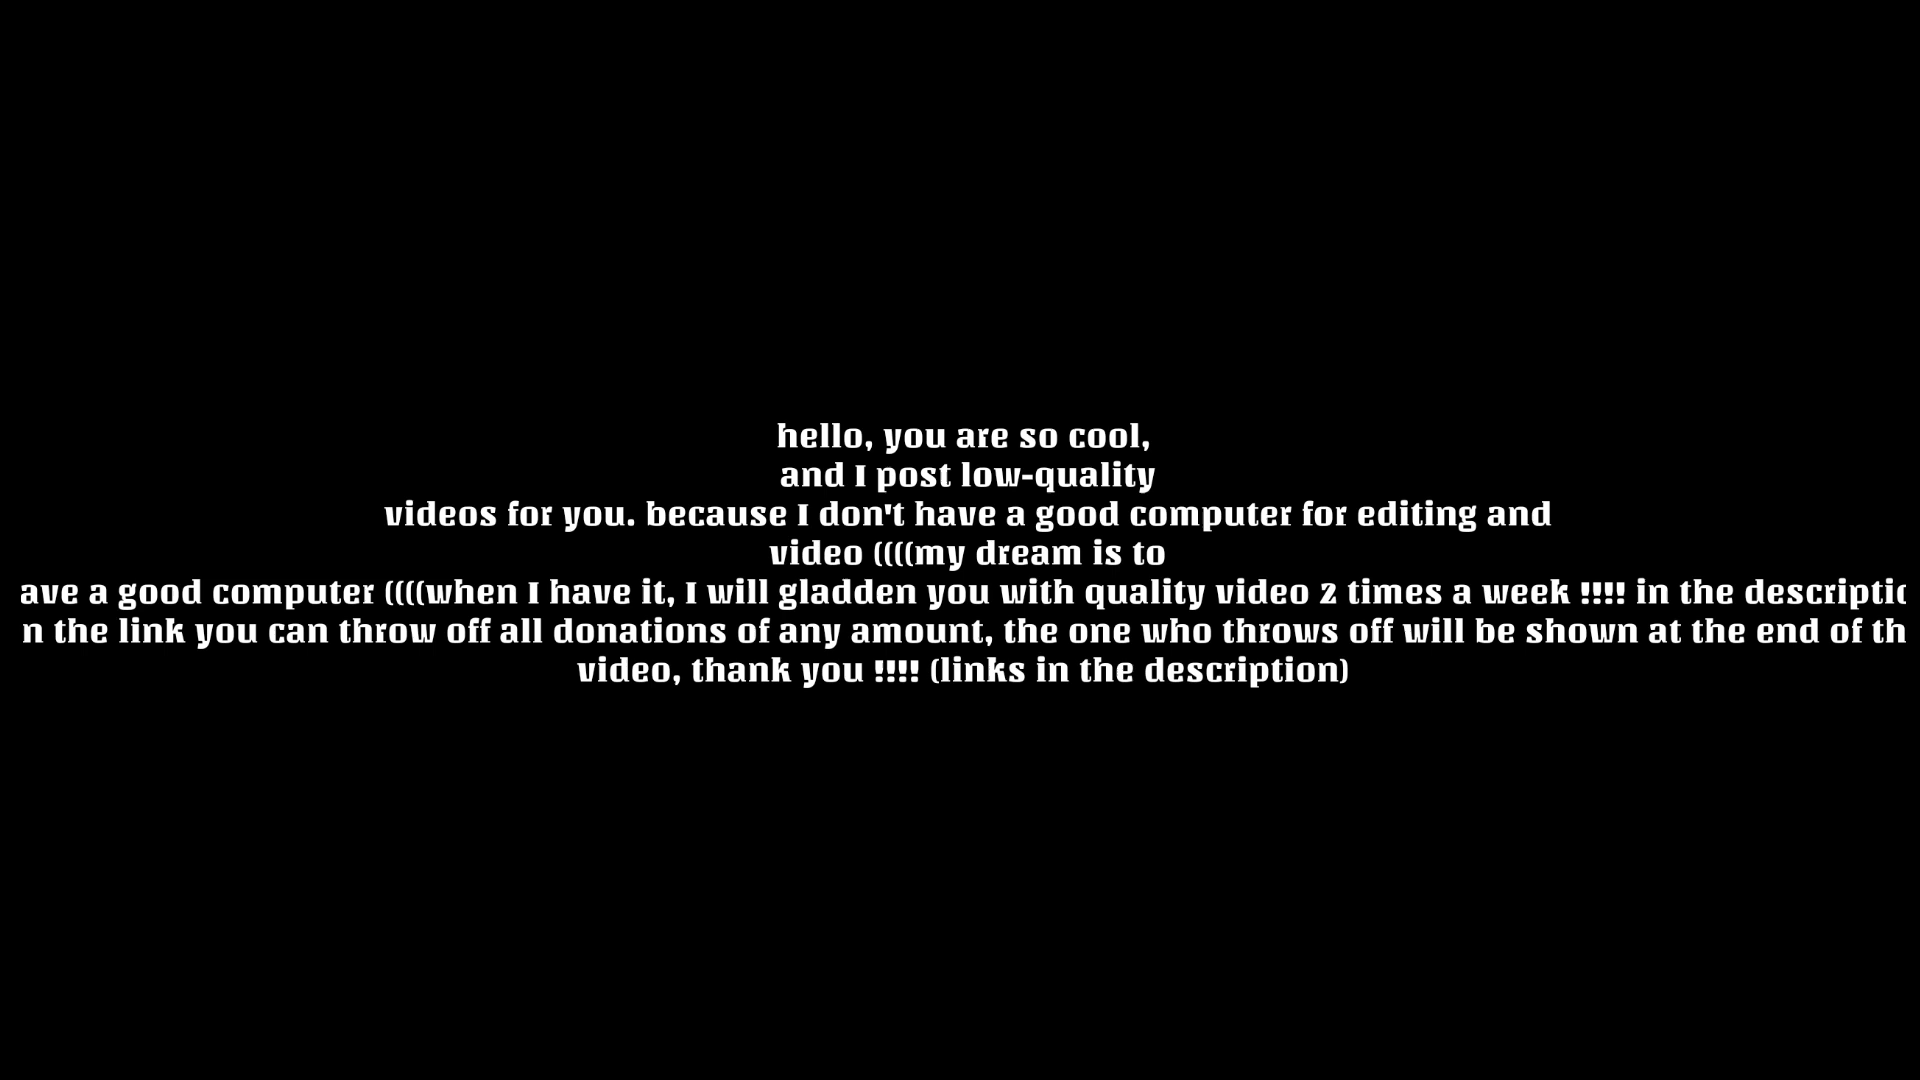 hello, you are so cool,
and I post low-quality
videos for you. because I don't have a good computer for editing and
video ((((my dream is to
ave a good computer ((((when I have it, I will gladden you with quality video 2 times a week !!!! in the descriptio
n the link you can throw off all donations of any amount, the one who throws off will be shown at the end of th
video, thank you !!!! (links in the description)